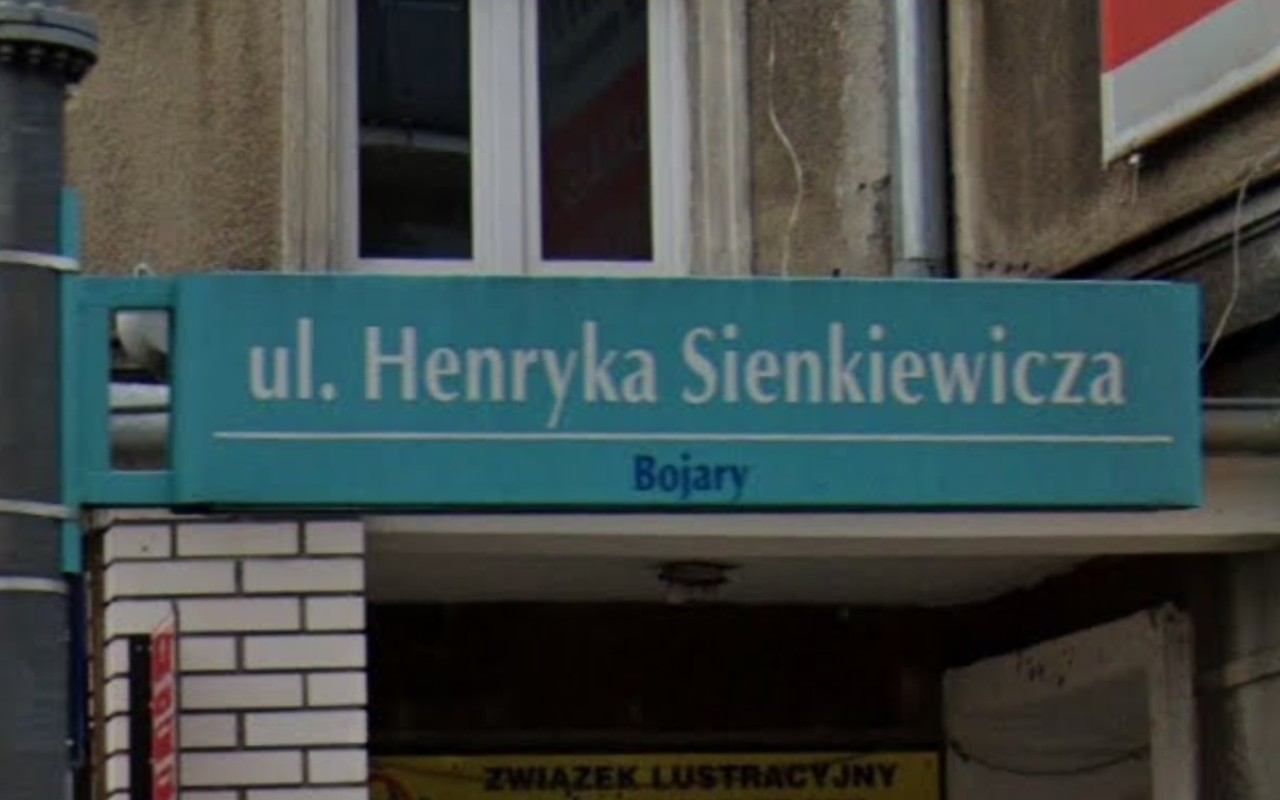 ul. Henryka Sienkiewicza
Bojary
ZWIĄZEK LUSTRACYJNY